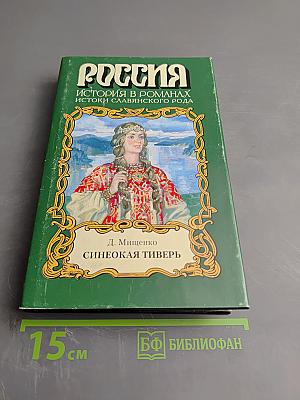 РОССИЯ
ИСТОРИЯ В РОМАНАХ
ИСТОКИ СЛАВЯНСКОГО РОДА
Д. Мищенко
СИНЕОКАЯ ТИВЕРЬ
15 см
БФ БИБЛИОФАН